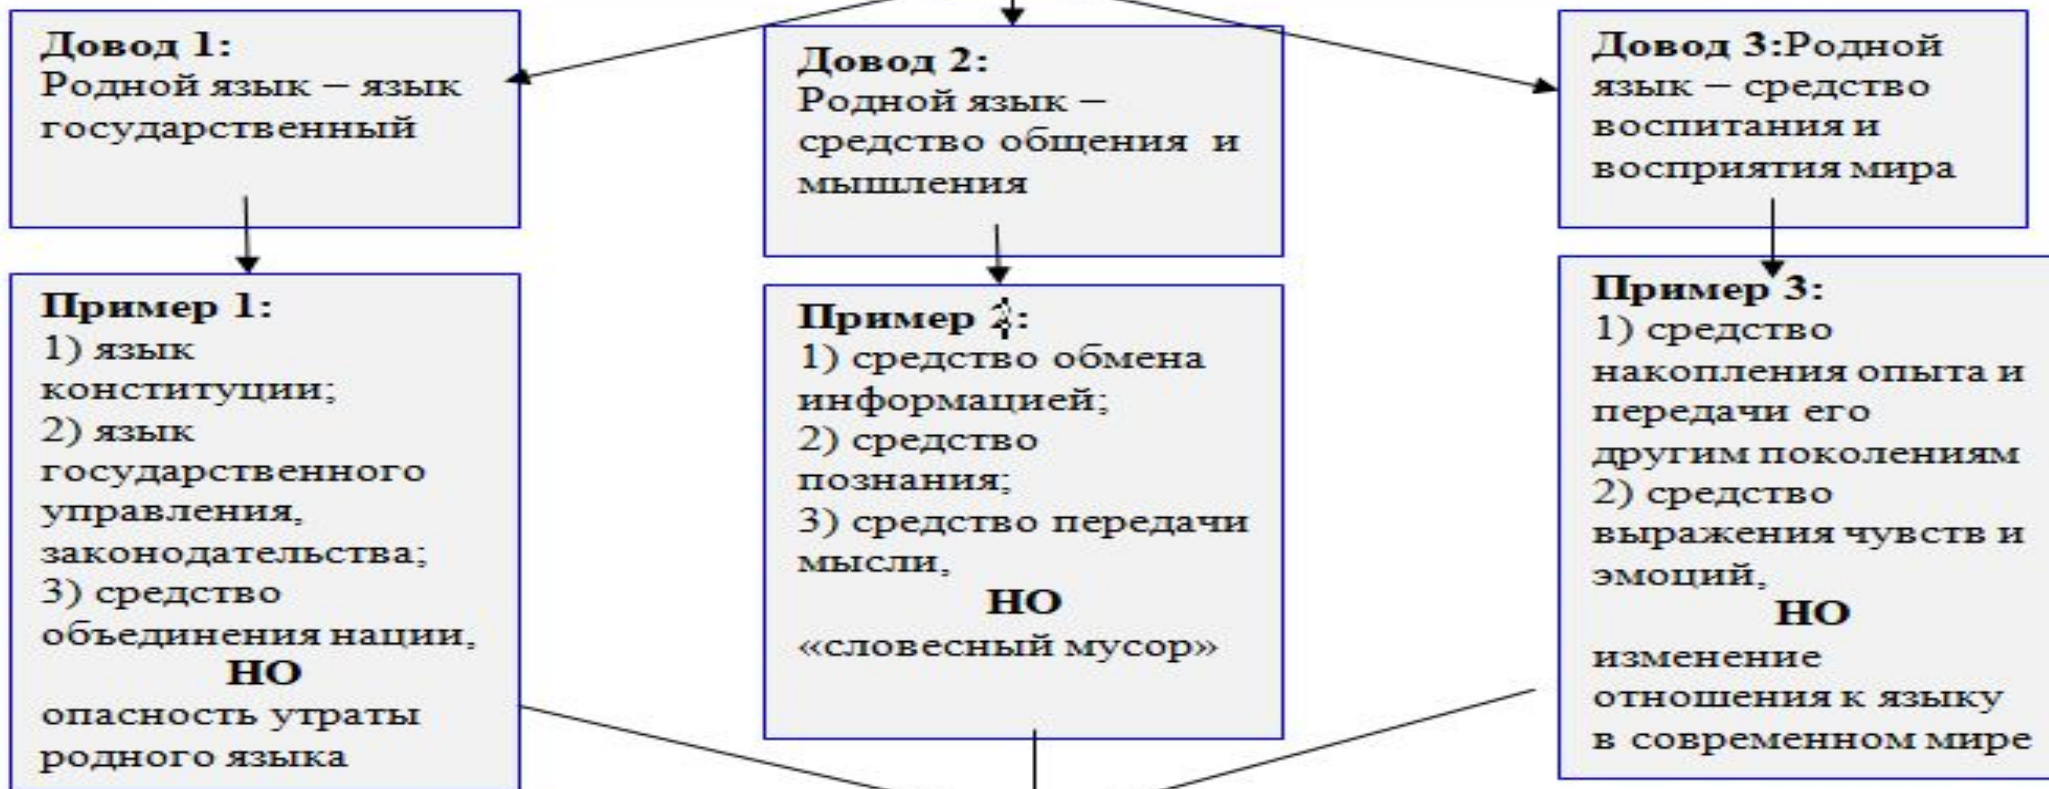 Довод 1:
Родной язык – язык
государственный
Довод 2:
Родной язык –
средство общения и
мышления
Довод 3:Родной
язык – средство
воспитания и
восприятия мира
Пример 1:
1) язык
конституции;
2) язык
государственного
управления,
законодательства;
3) средство
объединения нации,
НО
опасность утраты
родного языка
Пример 2:
1) средство обмена
информацией;
2) средство
познания;
3) средство передачи
мысли,
НО
«словесный мусор»
Пример 3:
1) средство
накопления опыта и
передачи его
другим поколениям
2) средство
выражения чувств и
эмоций,
НО
изменение
отношения к языку
в современном мире